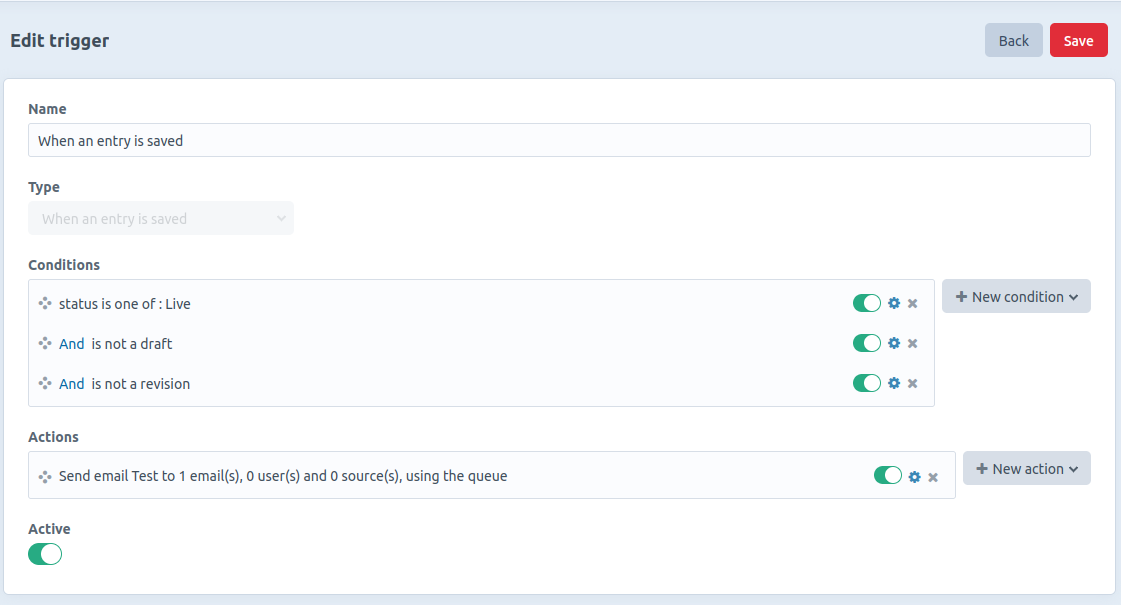 Edit trigger
Back
Save
Name
When an entry is saved
Type
When an entry is saved
Conditions
status is one of : Live
New condition
And is not a draft
And is not a revision
Actions
Send email Test to 1 email(s), 0 user(s) and 0 source(s), using the queue
New action
Active